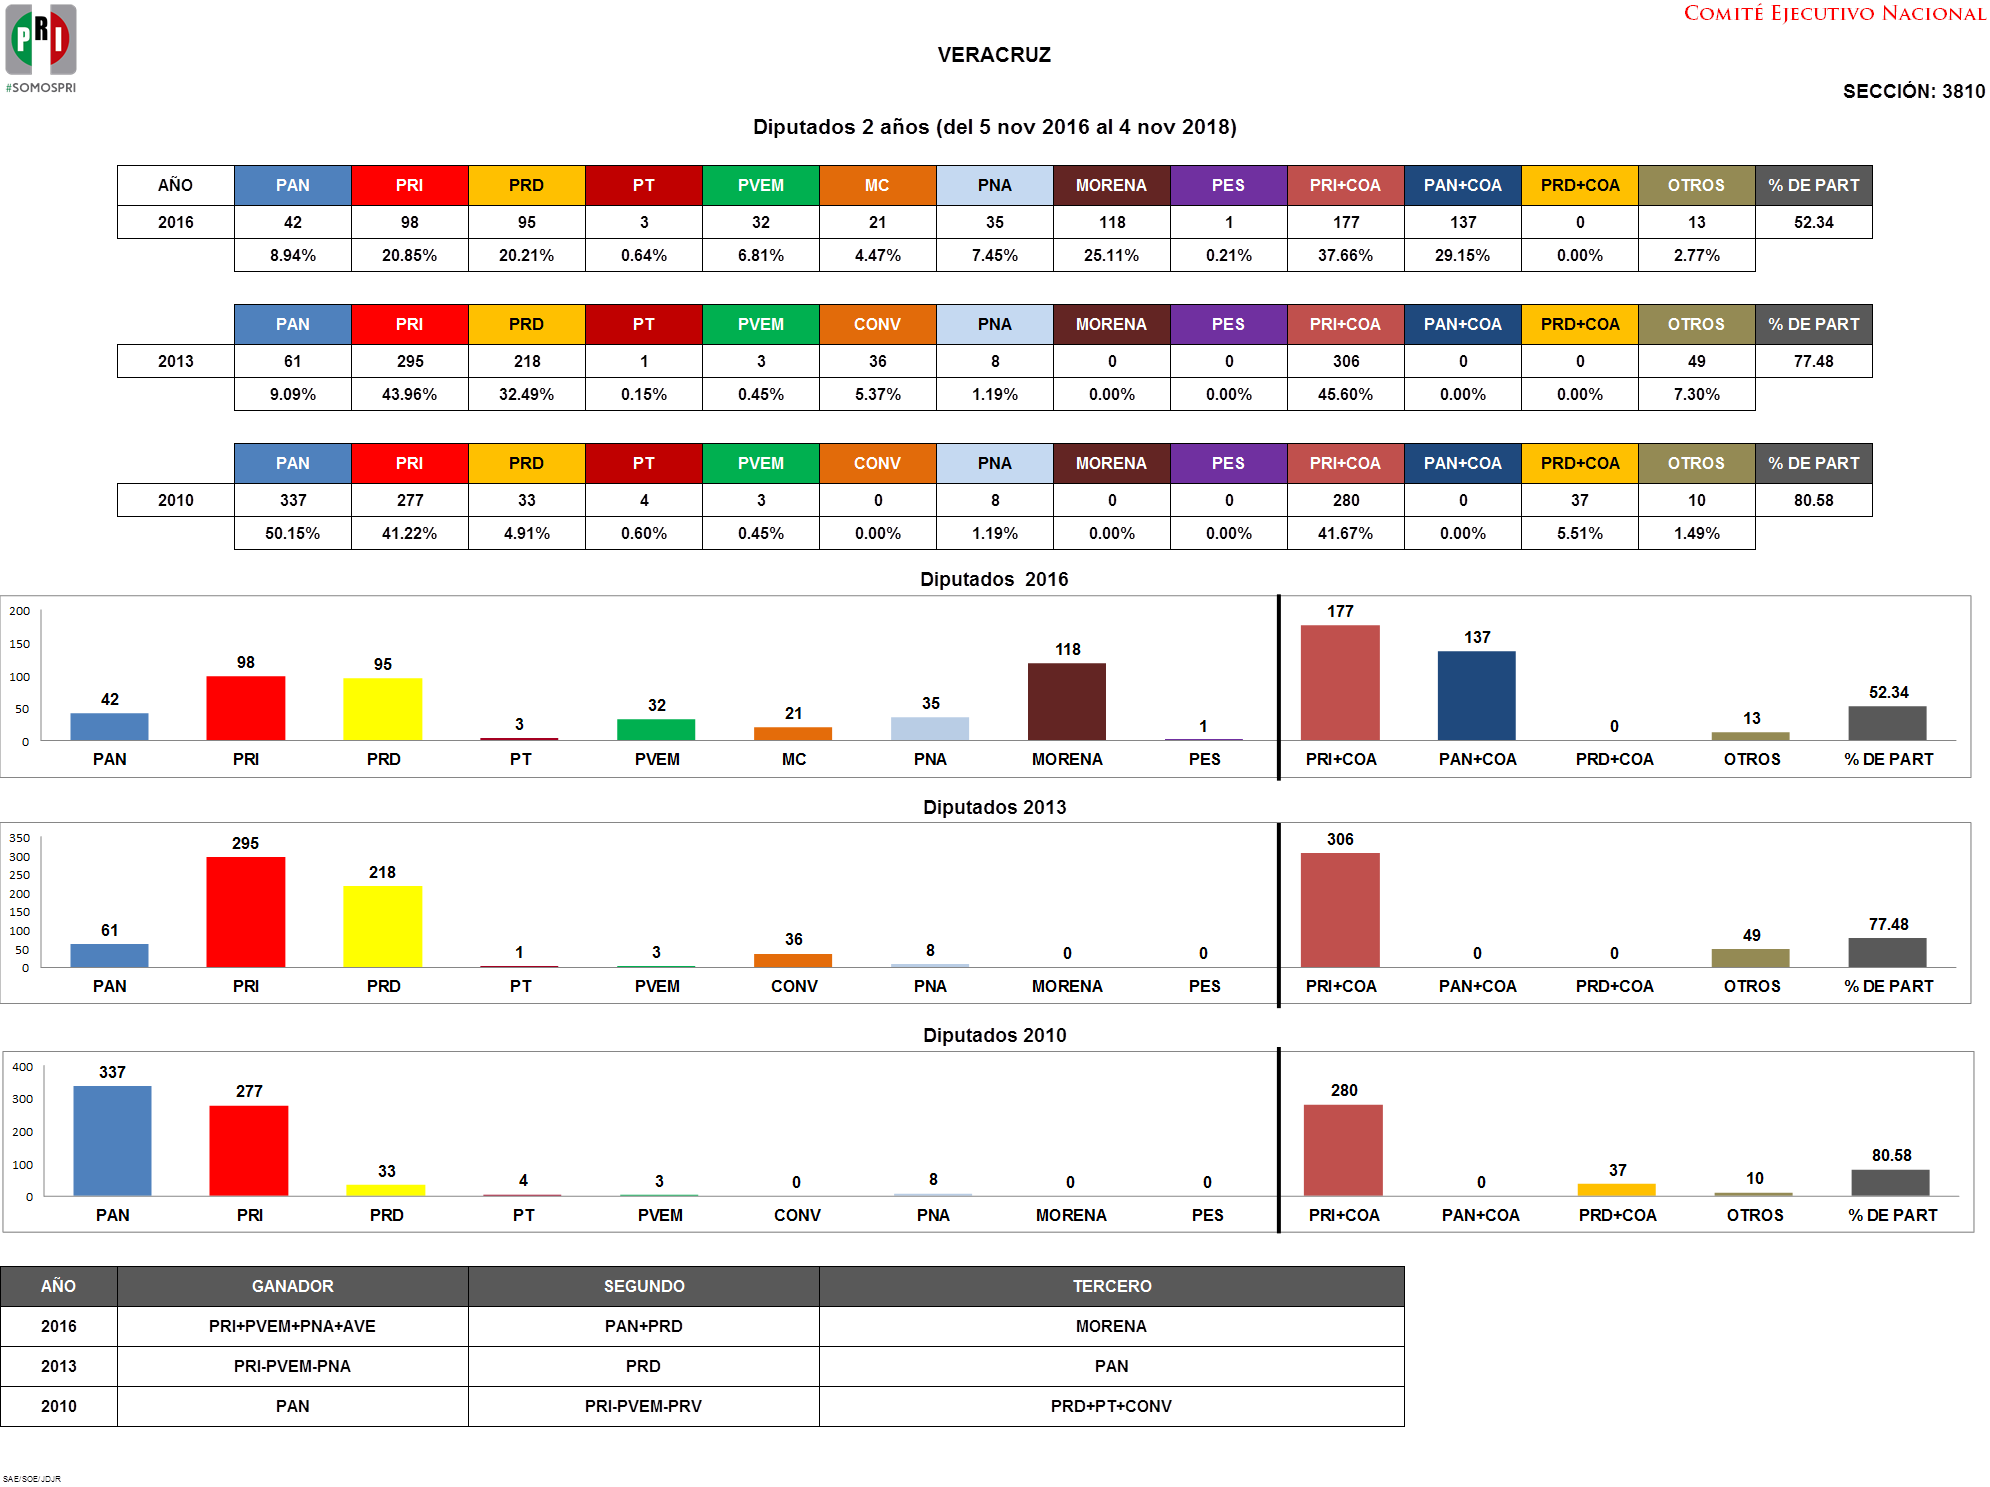 PRI
#SOMOSPRI
COMITÉ EJECUTIVO NACIONAL
VERACRUZ
SECCIÓN: 3810
Diputados 2 años (del 5 nov 2016 al 4 nov 2018)
AÑO PAN PRI PRD PT PVEM MC PNA MORENA PES PRI+COA PAN+COA PRD+COA OTROS % DE PART
2016 42 98 95 3 32 21 35 118 1 177 137 0 13 52.34
8.94% 20.85% 20.21% 0.64% 6.81% 4.47% 7.45% 25.11% 0.21% 37.66% 29.15% 0.00% 2.77%
PAN PRI PRD PT PVEM CONV PNA MORENA PES PRI+COA PAN+COA PRD+COA OTROS % DE PART
2013 61 295 218 1 3 36 8 0 0 306 0 0 49 77.48
9.09% 43.96% 32.49% 0.15% 0.45% 5.37% 1.19% 0.00% 0.00% 45.60% 0.00% 0.00% 7.30%
PAN PRI PRD PT PVEM CONV PNA MORENA PES PRI+COA PAN+COA PRD+COA OTROS % DE PART
2010 337 277 33 4 3 0 8 0 0 280 0 37 10 80.58
50.15% 41.22% 4.91% 0.60% 0.45% 0.00% 1.19% 0.00% 0.00% 41.67% 0.00% 5.51% 1.49%
Diputados 2016
200
150
100
50
0
42 98 95 3 32 21 35 118 1 177 137 0 13 52.34
PAN PRI PRD PT PVEM MC PNA MORENA PES PRI+COA PAN+COA PRD+COA OTROS % DE PART
Diputados 2013
350
300
250
200
150
100
50
0
61 295 218 1 3 36 8 0 0 306 0 0 49 77.48
PAN PRI PRD PT PVEM CONV PNA MORENA PES PRI+COA PAN+COA PRD+COA OTROS % DE PART
Diputados 2010
400
300
200
100
0
337 277 33 4 3 0 8 0 0 280 0 37 10 80.58
PAN PRI PRD PT PVEM CONV PNA MORENA PES PRI+COA PAN+COA PRD+COA OTROS % DE PART
AÑO GANADOR SEGUNDO TERCERO
2016 PRI+PVEM+PNA+AVE PAN+PRD MORENA
2013 PRI-PVEM-PNA PRD PAN
2010 PAN PRI-PVEM-PRV PRD+PT+CONV
SAE/SOE/JDJR